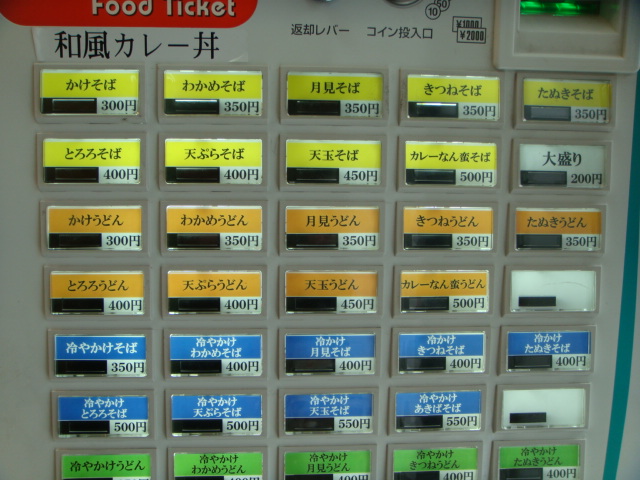 Food Ticket
和風カレー丼
返却レバー
コイン投入口
50
10
¥1000
¥2000
かけそば 300円
わかめそば 350円
月見そば 350円
きつねそば 350円
たぬきそば 350円
とろろそば 400円
天ぷらそば 400円
天玉そば 450円
カレーなん蛮そば 500円
大盛り 200円
かけうどん 300円
わかめうどん 350円
月見うどん 350円
きつねうどん 350円
たぬきうどん 350円
とろろうどん 400円
天ぷらうどん 400円
天玉うどん 450円
カレーなん蛮うどん 500円
冷やかけそば 350円
冷やかけ
わかめそば 400円
冷やかけ
月見そば 400円
冷やかけ
きつねそば 400円
冷やかけ
たぬきそば 400円
冷やかけ
とろろそば 500円
冷やかけ
天ぷらそば 500円
冷やかけ
天玉そば 550円
冷やかけ
あきばそば 550円
冷やかけうどん 350円
冷やかけ
わかめうどん 400円
冷やかけ
月見うどん 400円
冷やかけ
きつねうどん 400円
冷やかけ
たぬきうどん 400円